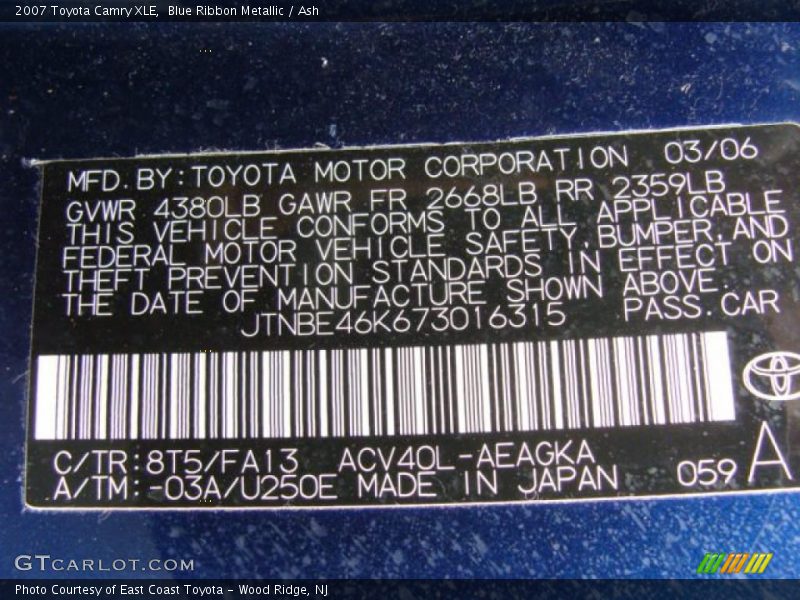 2007 Toyota Camry XLE, Blue Ribbon Metallic / Ash
MFD.BY:TOYOTA MOTOR CORPORATION 03/06
GVWR 4380LB GAWR FR 2668LB RR 2359LB
THIS VEHICLE CONFORMS TO ALL APPLICABLE
FEDERAL MOTOR VEHICLE SAFETY,BUMPER,AND
THEFT PREVENTION STANDARDS IN EFFECT ON
THE DATE OF MANUFACTURE SHOWN ABOVE.
JTNBE46K673016315 PASS.CAR
C/TR:8T5/FA13 ACV40L-AEAGKA
A/TM:-03A/U250E MADE IN JAPAN 059 A
GTCARLOT.COM
Photo Courtesy of East Coast Toyota - Wood Ridge, NJ